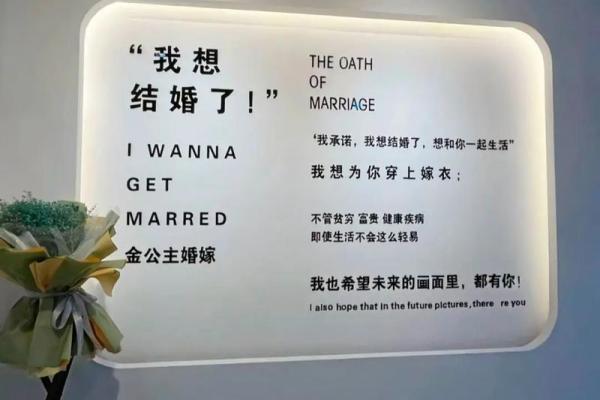 “我想
结婚了！”
I WANNA
GET
MARRED
金公主婚嫁
THE OATH
OF
MARRIAGE
‘我承诺，我想结婚了，想和你一起生活”
我想为你穿上嫁衣；
不管贫穷 富贵 健康疾病
即使生活不会这么轻易
我也希望未来的画面里，都有你！
I also hope that in the future pictures,there re you